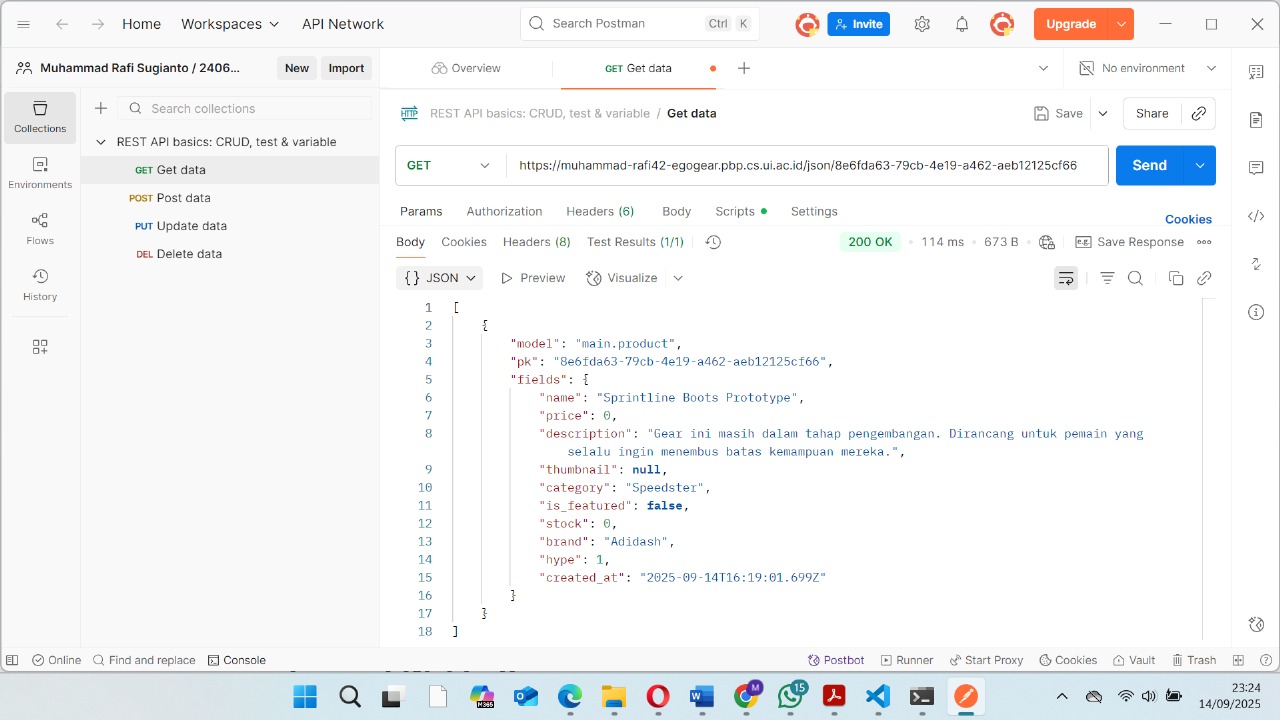 Home Workspaces API Network Search Postman Ctrl K Invite Upgrade
Muhammad Rafi Sugianto / 2406... New Import Overview GET Get data No environment
Collections
Search collections
REST API basics: CRUD, test & variable / Get data Save Share
REST API basics: CRUD, test & variable
GET Get data
POST Post data
PUT Update data
DEL Delete data
Environments
Flows
History
GET https://muhammad-rafi42-egogear.pbp.cs.ui.ac.id/json/8e6fda63-79cb-4e19-a462-aeb12125cf66 Send
Params Authorization Headers (6) Body Scripts Settings Cookies
Body Cookies Headers (8) Test Results (1/1) 200 OK • 114 ms • 673 B e.g. Save Response
{ } JSON Preview Visualize
1 [
2 {
3 "model": "main.product",
4 "pk": "8e6fda63-79cb-4e19-a462-aeb12125cf66",
5 "fields": {
6 "name": "Sprintline Boots Prototype",
7 "price": 0,
8 "description": "Gear ini masih dalam tahap pengembangan. Dirancang untuk pemain yang
selalu ingin menembus batas kemampuan mereka.",
9 "thumbnail": null,
10 "category": "Speedster",
11 "is_featured": false,
12 "stock": 0,
13 "brand": "Adidash",
14 "hype": 1,
15 "created_at": "2025-09-14T16:19:01.699Z"
16 }
17 }
18 ]
Online Find and replace Console Postbot Runner Start Proxy Cookies Vault Trash
M365 W M 15
23:24
14/09/2025